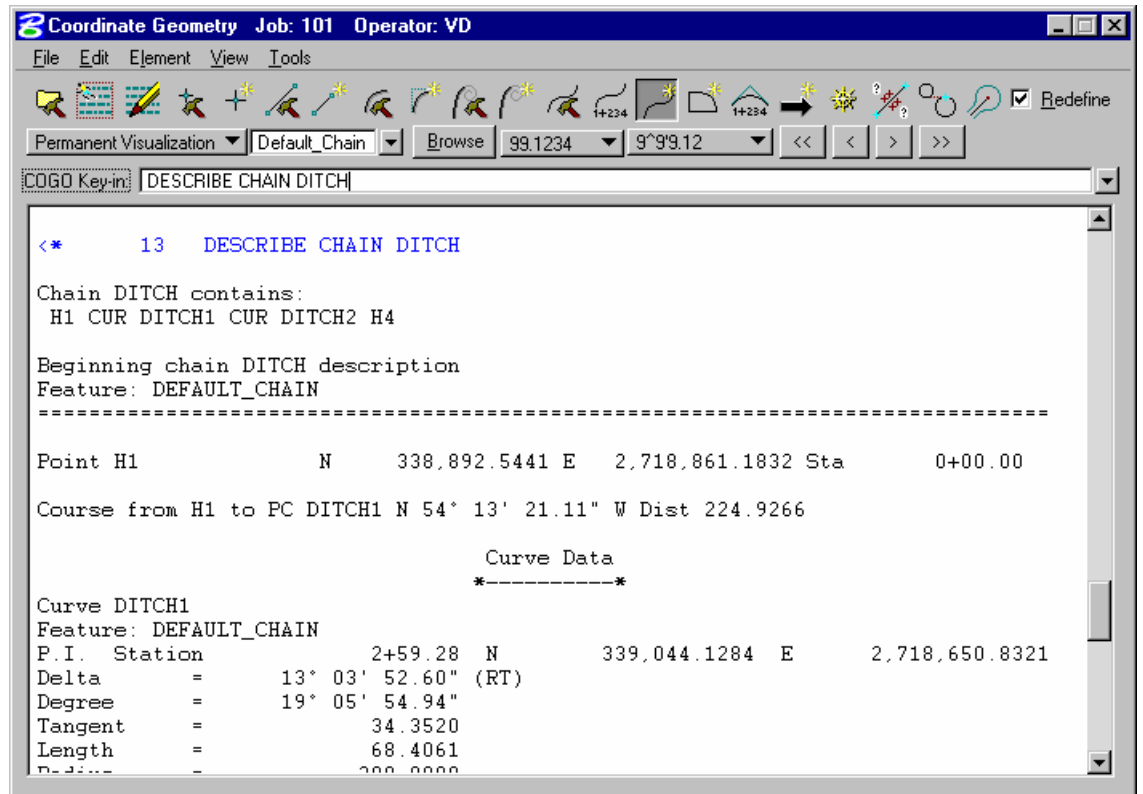 Coordinate Geometry Job: 101 Operator: VD
File Edit Element View Tools
1+234 1+234 ? ? Redefine
Permanent Visualization Default_Chain Browse 99.1234 9^9'9.12 << < > >>
COGO Key-in: DESCRIBE CHAIN DITCH
<* 13 DESCRIBE CHAIN DITCH
Chain DITCH contains:
H1 CUR DITCH1 CUR DITCH2 H4
Beginning chain DITCH description
Feature: DEFAULT_CHAIN
===============================================================================
Point H1 N 338,892.5441 E 2,718,861.1832 Sta 0+00.00
Course from H1 to PC DITCH1 N 54° 13' 21.11" W Dist 224.9266
Curve Data
*----------*
Curve DITCH1
Feature: DEFAULT_CHAIN
P.I. Station 2+59.28 N 339,044.1284 E 2,718,650.8321
Delta = 13° 03' 52.60" (RT)
Degree = 19° 05' 54.94"
Tangent = 34.3520
Length = 68.4061